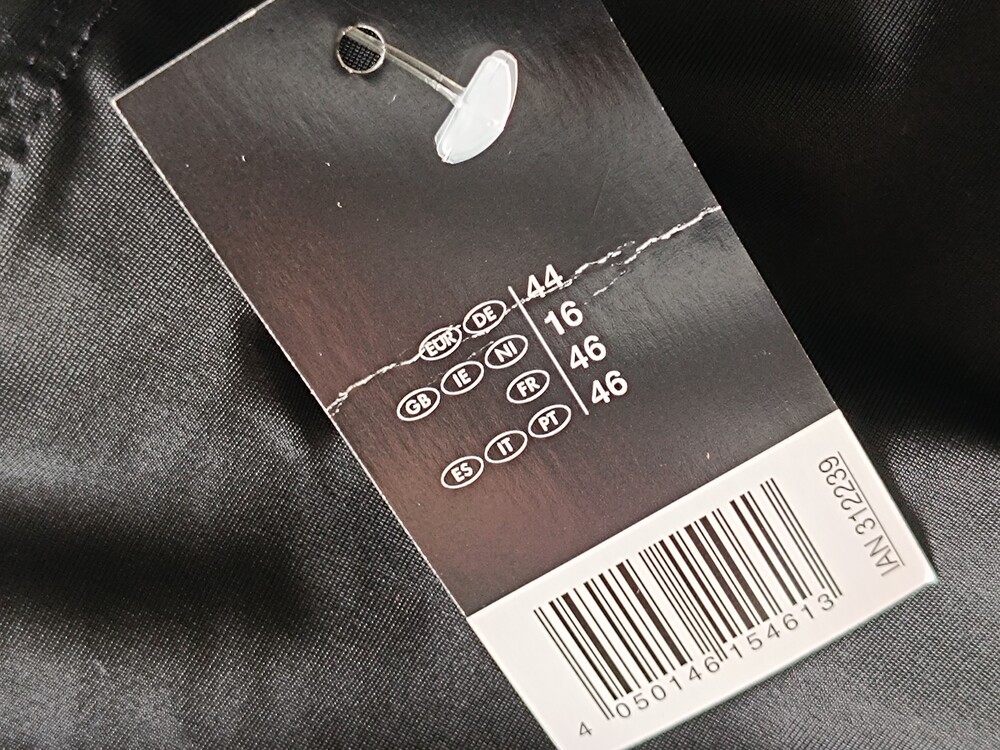 EUR DE 44
GB IE NI 16
FR 46
ES IT PT 46
IAN 312239
4 050146 154613